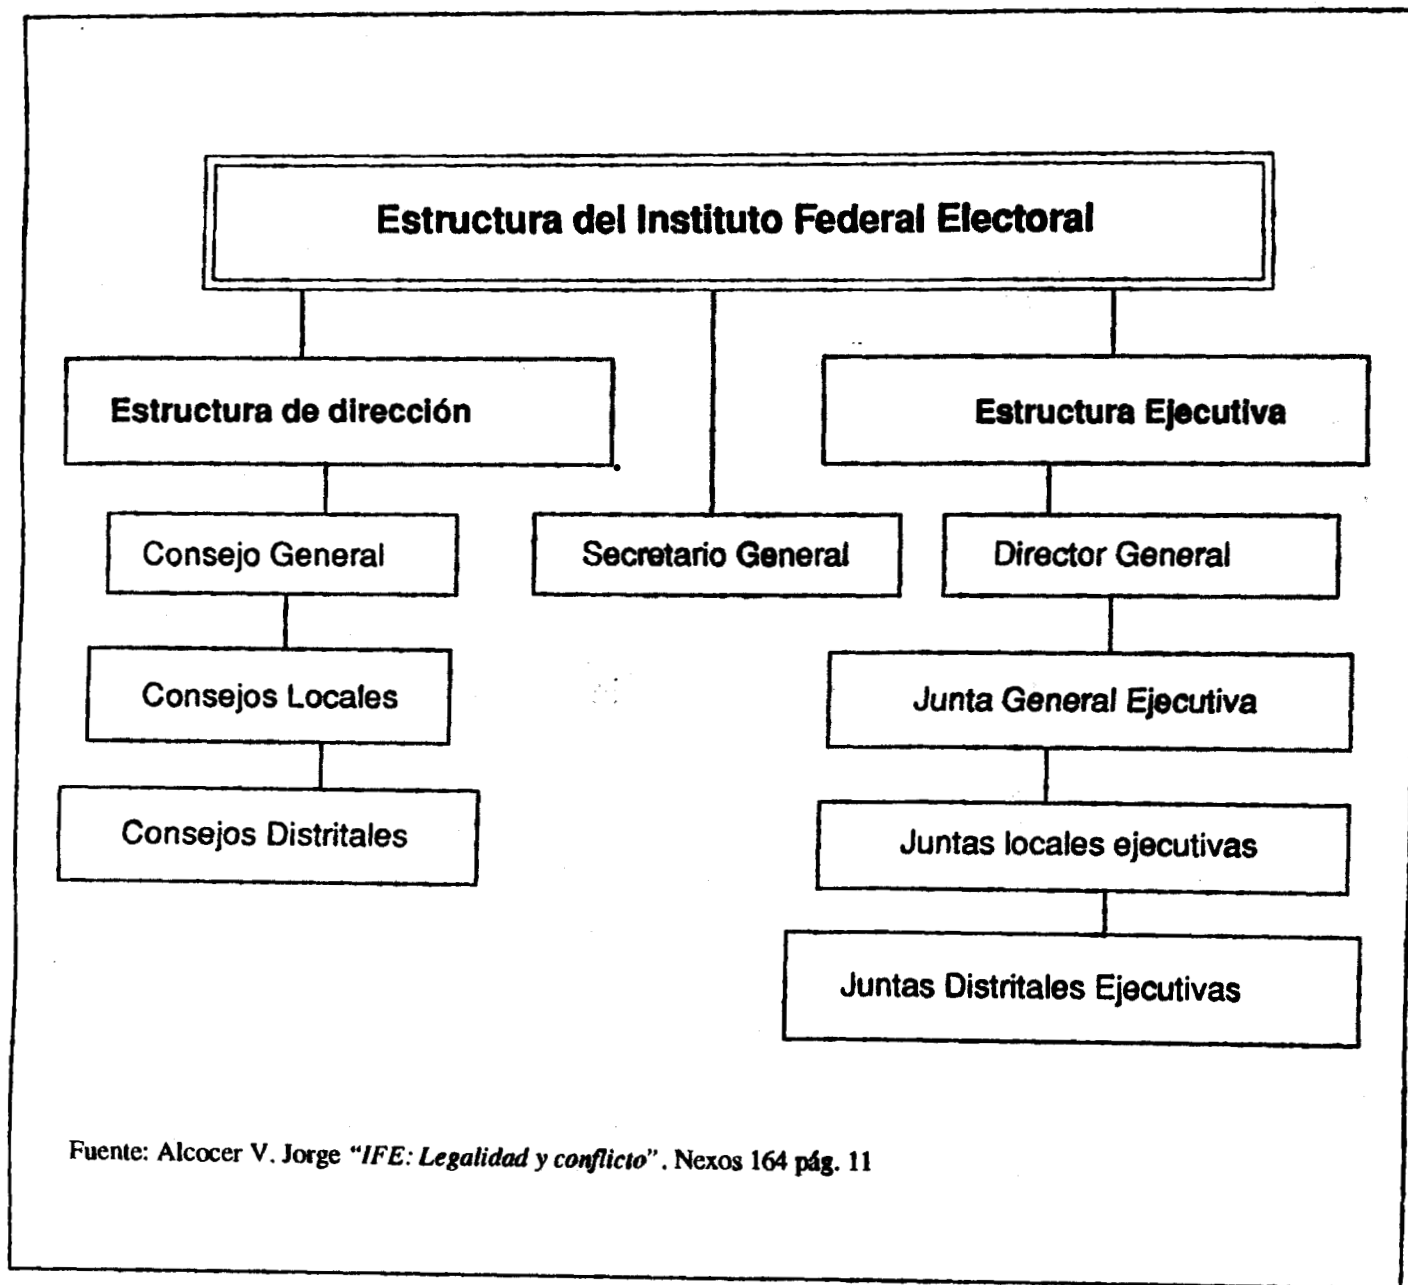 Estructura del Instituto Federal Electoral
Estructura de dirección
Estructura Ejecutiva
Consejo General
Secretario General
Director General
Consejos Locales
Junta General Ejecutiva
Consejos Distritales
Juntas locales ejecutivas
Juntas Distritales Ejecutivas
Fuente: Alcocer V. Jorge "IFE: Legalidad y conflicto". Nexos 164 pág. 11